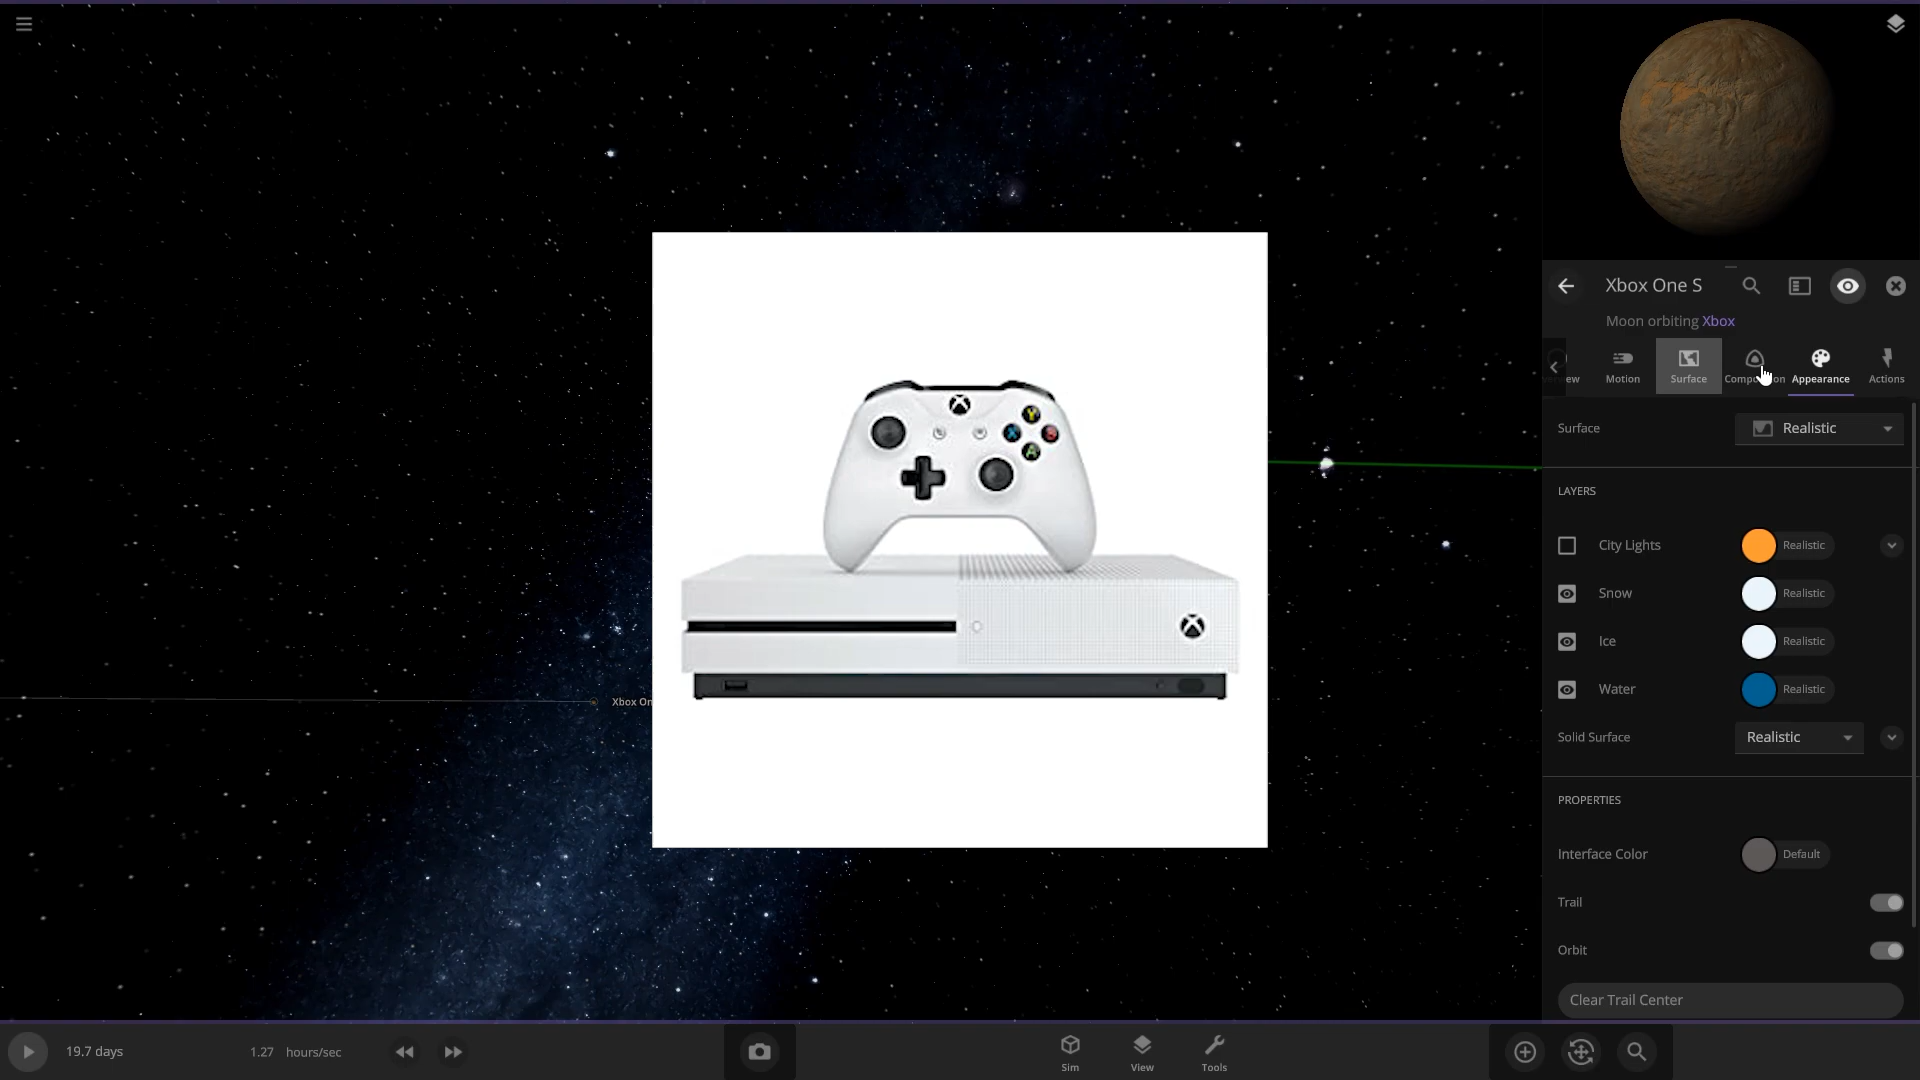 Xbox One S
Moon orbiting Xbox
Motion
Surface
Appearance
Actions
Surface
Realistic
LAYERS
City Lights
Realistic
Snow
Realistic
Ice
Realistic
Water
Realistic
Solid Surface
Realistic
PROPERTIES
Interface Color
Default
Trail
Orbit
Clear Trail Center
Y
X
A
Xbox On
19.7 days
1.27 hours/sec
Sim
View
Tools